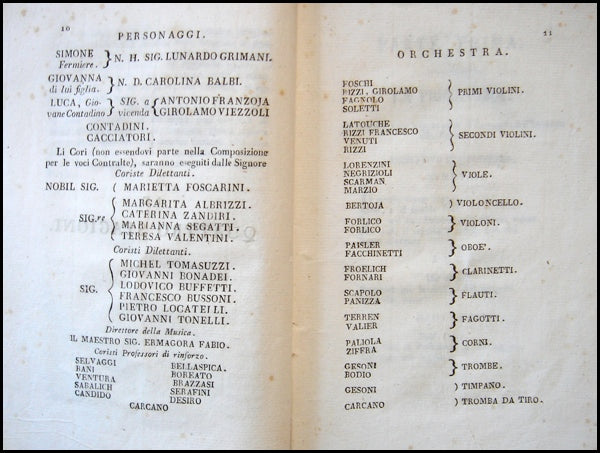 10
PERSONAGGI.
SIMONE } N. H. SIG. LUNARDO GRIMANI.
Fermiere.
GIOVANNA } N. D. CAROLINA BALBI.
di lui figlia.
LUCA, Gio- } SIG. a { ANTONIO FRANZOJA
vane Contadino vicenda { GIROLAMO VIEZZOLI
CONTADINI.
CACCIATORI.
Li Cori (non essendovi parte nella Composizione
per le voci Contralte), saranno eseguiti dalle Signore
Coriste Dilettanti.
NOBIL SIG. ( MARIETTA FOSCARINI.
SIG.re { MARGARITA ALBRIZZI.
CATERINA ZANDIRI.
MARIANNA SEGATTI.
TERESA VALENTINI.
Coristi Dilettanti.
SIG. { MICHEL TOMASUZZI.
GIOVANNI BONADEI.
LODOVICO BUFFETTI.
FRANCESCO BUSSONI.
PIETRO LOCATELLI.
GIOVANNI TONELLI.
Direttore della Musica.
IL MAESTRO SIG. ERMAGORA FABIO.
Coristi Professori di rinforzo.
SELVAGGI BELLASPICA.
BANI BOREATO
VENTURA BRAZZASI
SABALICH SERAFINI
CANDIDO DESIRO
CARCANO
11
ORCHESTRA.
FOSCHI
RIZZI, GIROLAMO } PRIMI VIOLINI.
FAGNOLO
SOLETTI
LATOUCHE
RIZZI FRANCESCO } SECONDI VIOLINI.
VENUTI
RIZZI
LORENZINI
NEGRIZIOLI } VIOLE.
SCARMAN
MARZIO
BERTOJA ) VIOLONCELLO.
FORLICO } VIOLONI.
FORLICO
PAISLER } OBOE'.
FACCHINETTI
FROELICH } CLARINETTI.
FORNARI
SCAPOLO } FLAUTI.
PANIZZA
TERREN } FAGOTTI.
VALIER
PALIOLA } CORNI.
ZIFFRA
GESONI } TROMBE.
BODIO
GESONI ) TIMPANO.
CARCANO ) TROMBA DA TIRO.